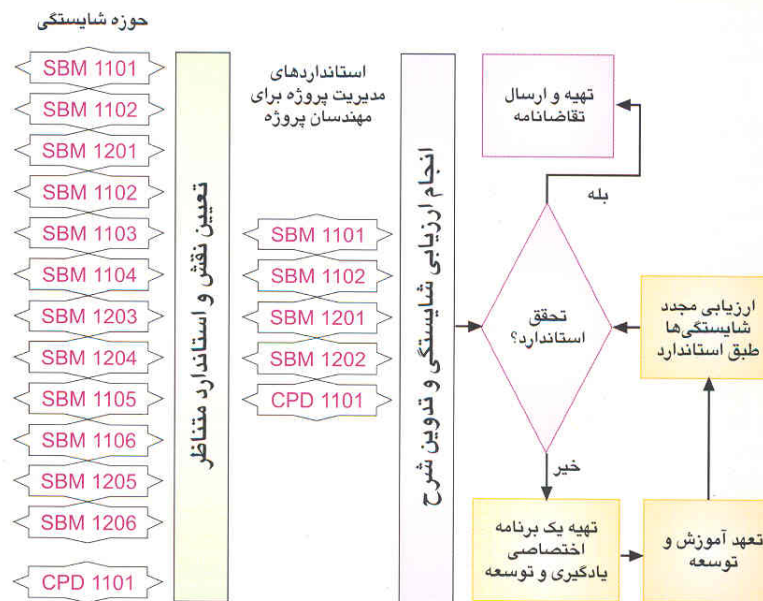 حوزه شایستگی
SBM 1101
SBM 1102
SBM 1201
SBM 1102
SBM 1103
SBM 1104
SBM 1203
SBM 1204
SBM 1105
SBM 1106
SBM 1205
SBM 1206
CPD 1101
تعیین نقش و استاندارد متناظر
استانداردهای
مدیریت پروژه برای
مهندسان پروژه
SBM 1101
SBM 1102
SBM 1201
SBM 1202
CPD 1101
انجام ارزیابی شایستگی و تدوین شرح
تهیه و ارسال
تقاضانامه
بله
تحقق
استاندارد؟
خیر
تهیه یک برنامه
اختصاصی
یادگیری و توسعه
تعهد آموزش و
توسعه
ارزیابی مجدد
شایستگی‌ها
طبق استاندارد